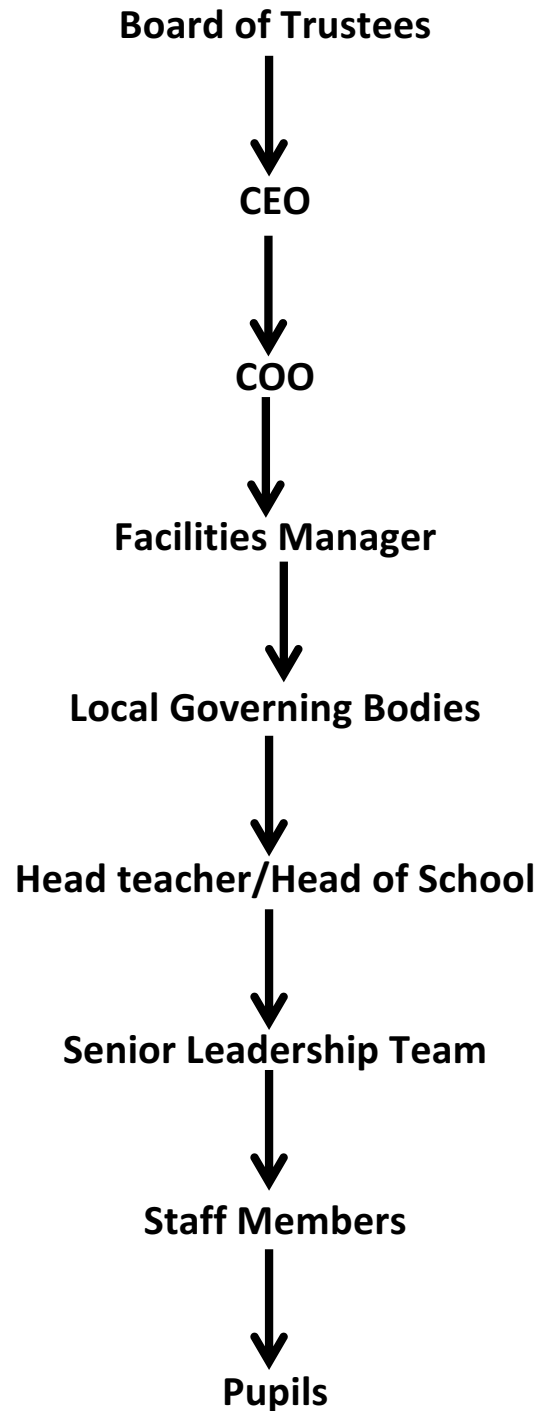 Board of Trustees
CEO
COO
Facilities Manager
Local Governing Bodies
Head teacher/Head of School
Senior Leadership Team
Staff Members
Pupils